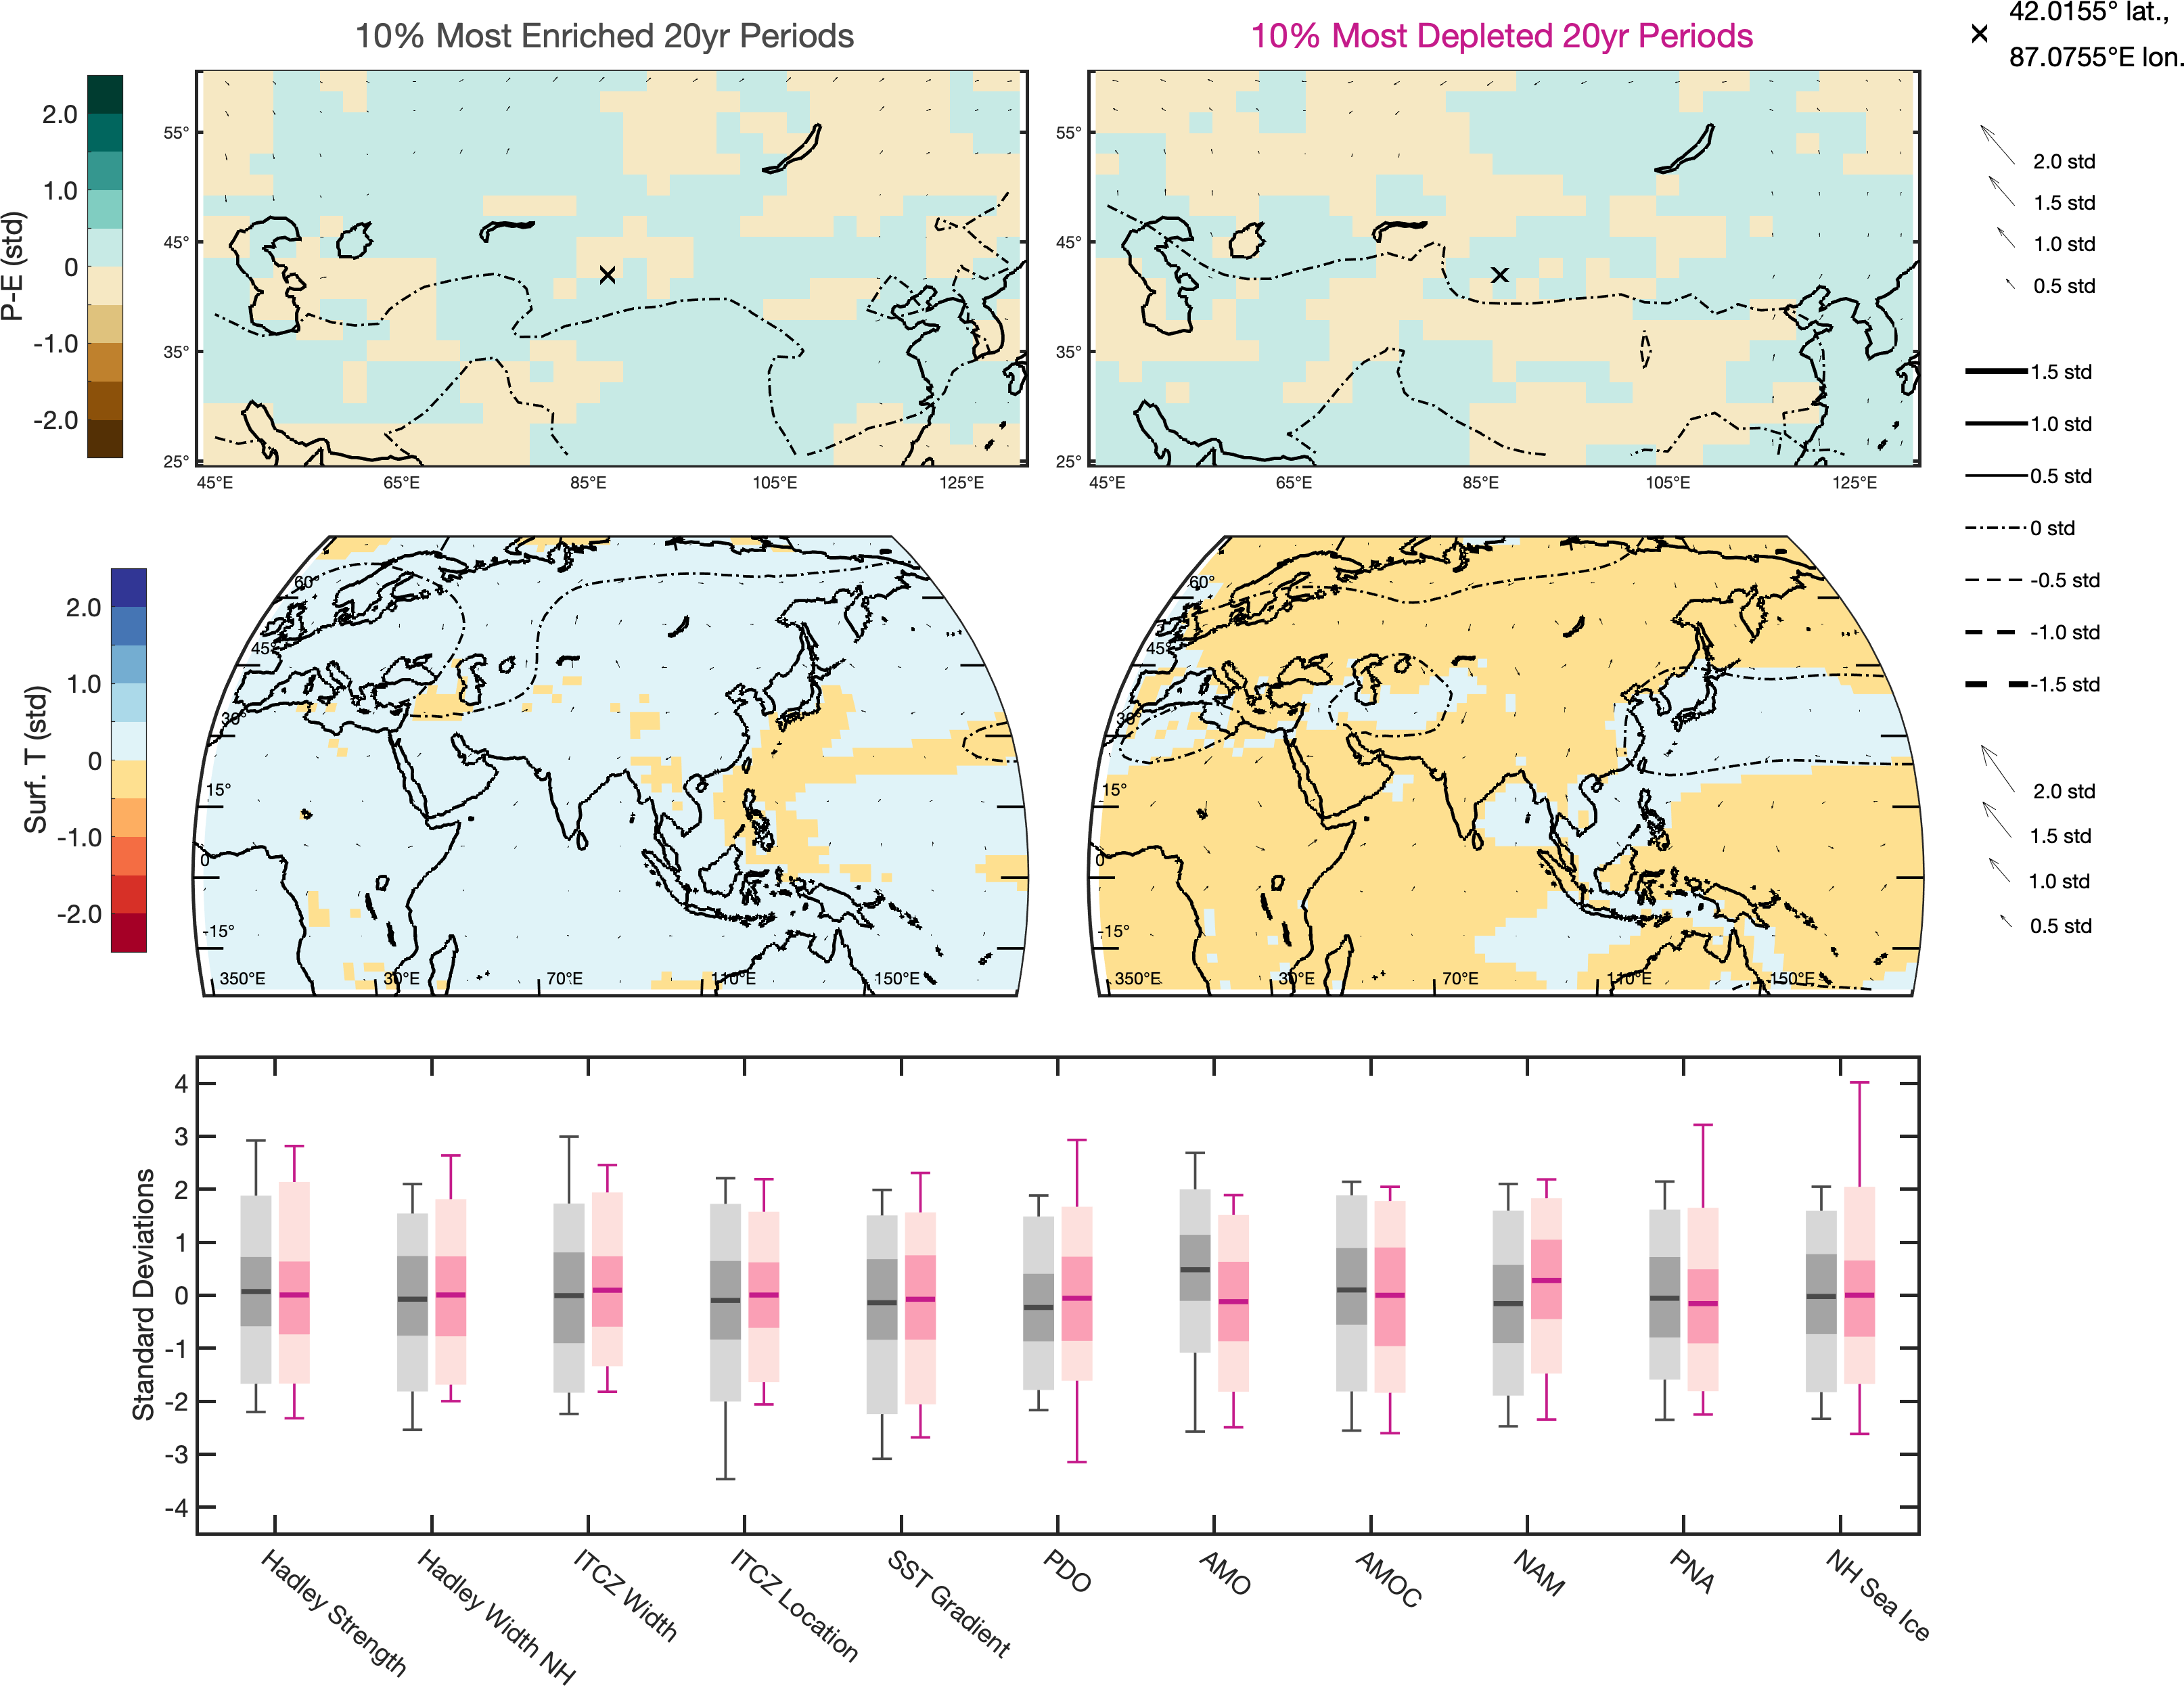 10% Most Enriched 20yr Periods
10% Most Depleted 20yr Periods
42.0155° lat.,
87.0755°E lon.
P-E (std)
2.0
1.0
0
-1.0
-2.0
55°
45°
35°
25°
45°E
65°E
85°E
105°E
125°E
55°
45°
35°
25°
45°E
65°E
85°E
105°E
125°E
2.0 std
1.5 std
1.0 std
0.5 std
1.5 std
1.0 std
0.5 std
0 std
-0.5 std
-1.0 std
-1.5 std
2.0 std
1.5 std
1.0 std
0.5 std
Surf. T (std)
2.0
1.0
0
-1.0
-2.0
60°
45°
30°
15°
0
-15°
350°E
30°E
70°E
110°E
150°E
60°
45°
30°
15°
0
-15°
350°E
30°E
70°E
110°E
150°E
Standard Deviations
4
3
2
1
0
-1
-2
-3
-4
Hadley Strength
Hadley Width NH
ITCZ Width
ITCZ Location
SST Gradient
PDO
AMO
AMOC
NAM
PNA
NH Sea Ice